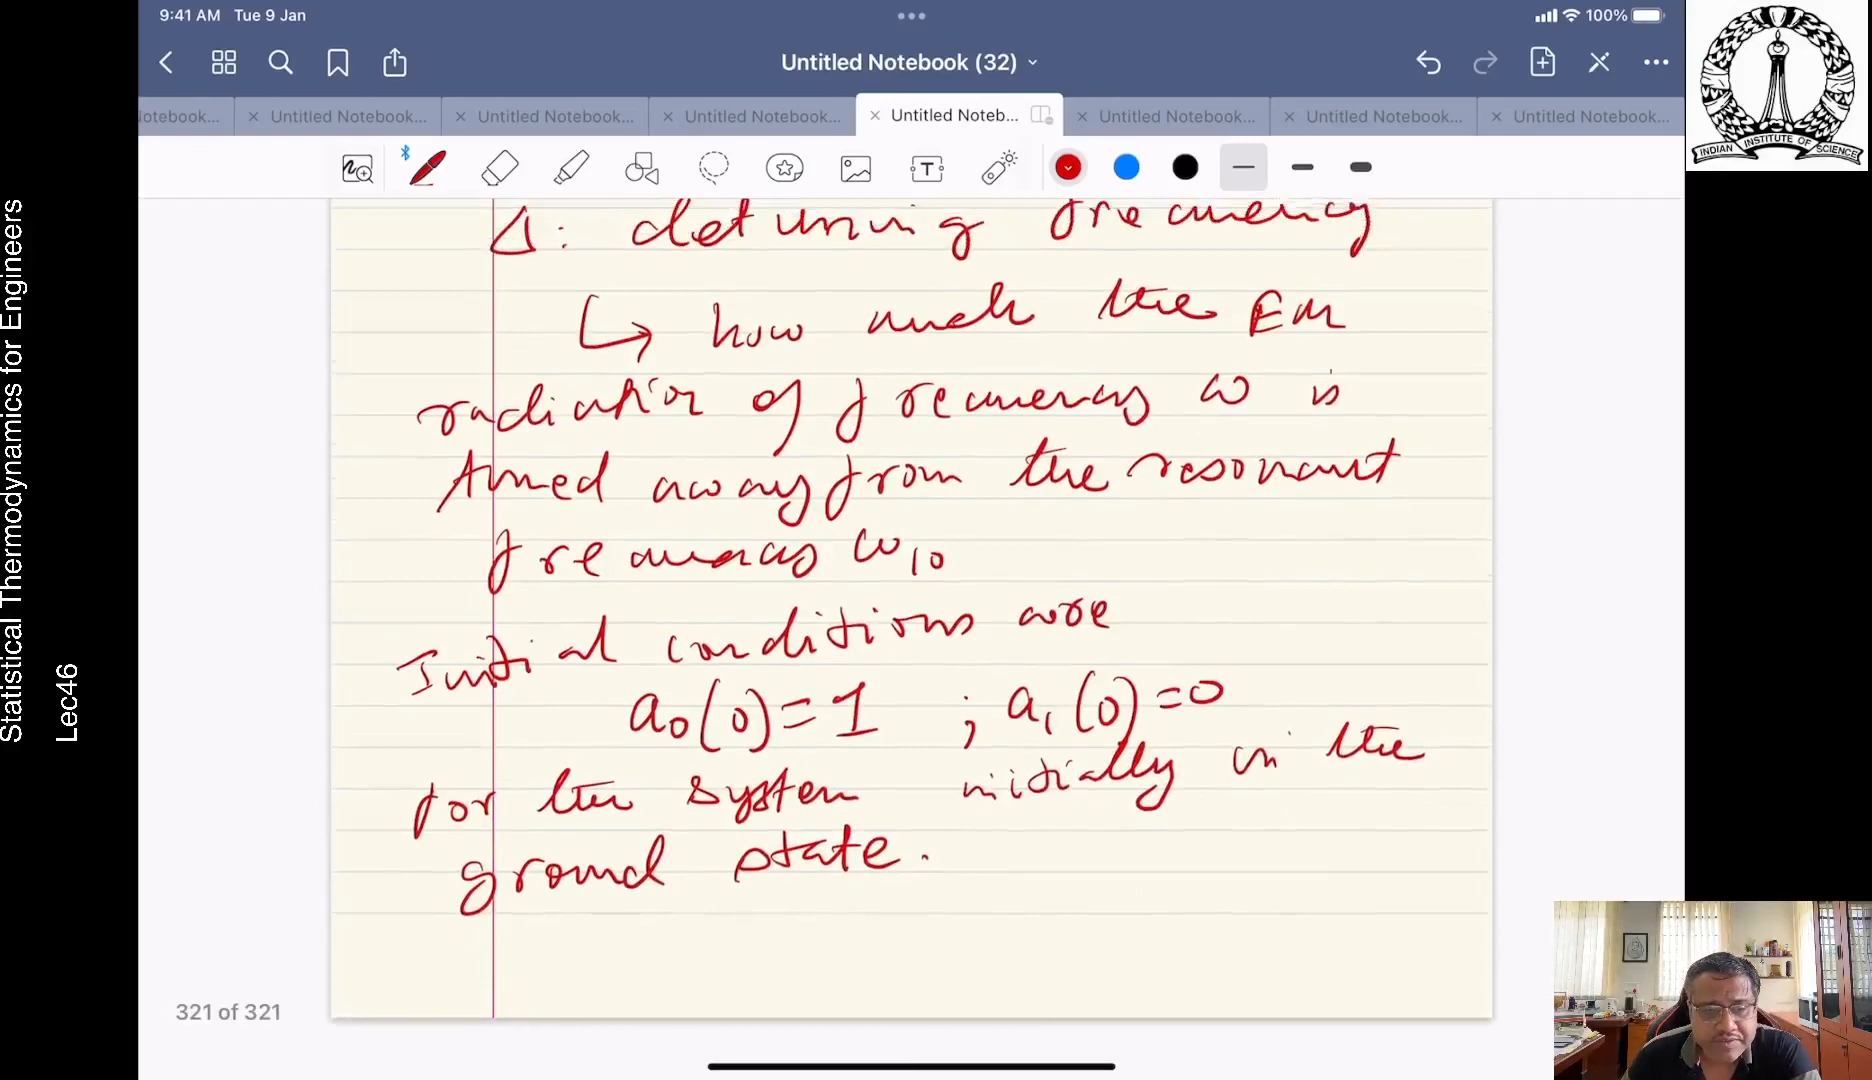 9:41 AM Tue 9 Jan
100%
Untitled Notebook (32)
otebook...
Untitled Notebook...
Untitled Notebook...
Untitled Notebook...
Untitled Noteb...
Untitled Notebook...
Untitled Notebook...
Untitled Notebook...
INDIAN INSTITUTE OF SCIENCE
Statistical Thermodynamics for Engineers
Lec46
Δ: detuning frequency
↳ how much the EM
radiation of frequency ω is
tuned away from the resonant
frequency ω₁₀
Initial conditions are
a₀(0)=1 ; a₁(0)=0
for the system initially in the
ground state.
321 of 321